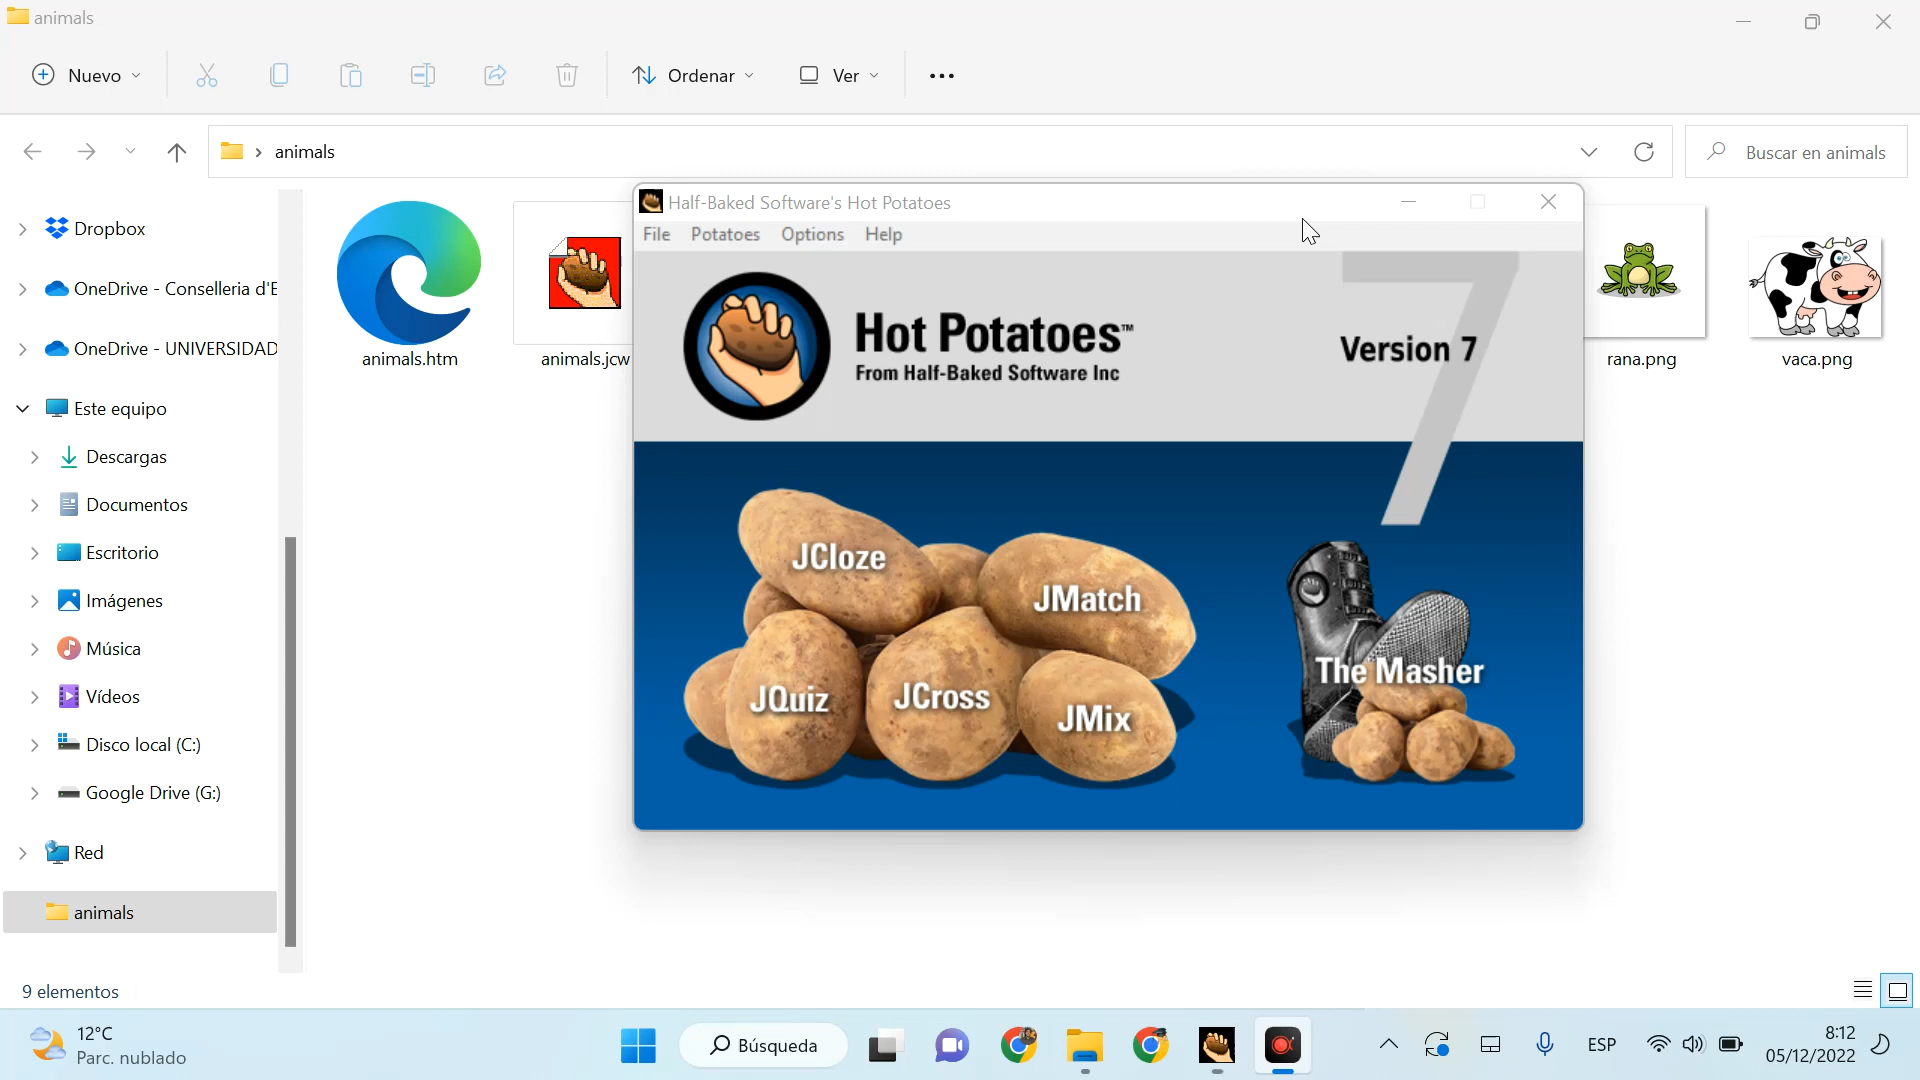 animals
Nuevo
Ordenar
Ver
animals
Buscar en animals
Dropbox
OneDrive - Conselleria d'E
OneDrive - UNIVERSIDAD
Este equipo
Descargas
Documentos
Escritorio
Imágenes
Música
Vídeos
Disco local (C:)
Google Drive (G:)
Red
animals
animals.htm
animals.jcw
rana.png
vaca.png
Half-Baked Software's Hot Potatoes
File Potatoes Options Help
Hot Potatoes™
From Half-Baked Software Inc
Version 7
7
JCloze
JMatch
JQuiz
JCross
JMix
The Masher
9 elementos
12°C
Parc. nublado
Búsqueda
ESP
8:12
05/12/2022